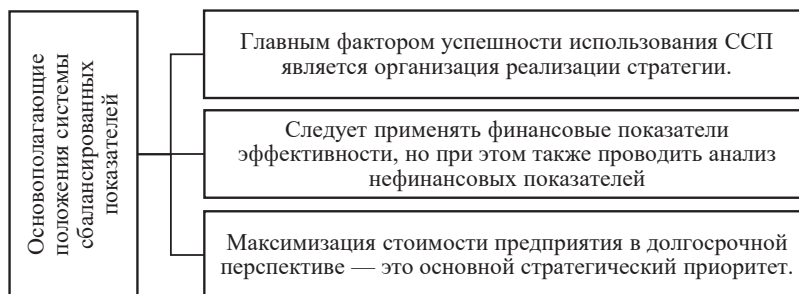 Основополагающие
положения системы
сбалансированных
показателей
Главным фактором успешности использования ССП
является организация реализации стратегии.
Следует применять финансовые показатели
эффективности, но при этом также проводить анализ
нефинансовых показателей
Максимизация стоимости предприятия в долгосрочной
перспективе — это основной стратегический приоритет.